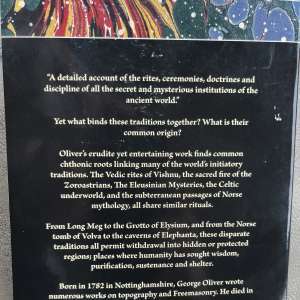 “A detailed account of the rites, ceremonies, doctrines and
discipline of all the secret and mysterious institutions of the
ancient world.”
Yet what binds these traditions together? What is their
common origin?
Oliver’s erudite yet entertaining work finds common
chthonic roots linking many of the world’s initiatory
traditions. The Vedic rites of Vishnu, the sacred fire of the
Zoroastrians, The Eleusinian Mysteries, the Celtic
underworld, and the subterranean passages of Norse
mythology, all share similar rituals.
From Long Meg to the Grotto of Elysium, and from the Norse
tomb of Volva to the caverns of Elephanta, these disparate
traditions all permit withdrawal into hidden or protected
regions; places where humanity has sought wisdom,
purification, sustenance and shelter.
Born in 1782 in Nottinghamshire, George Oliver wrote
numerous works on topography and Freemasonry. He died in